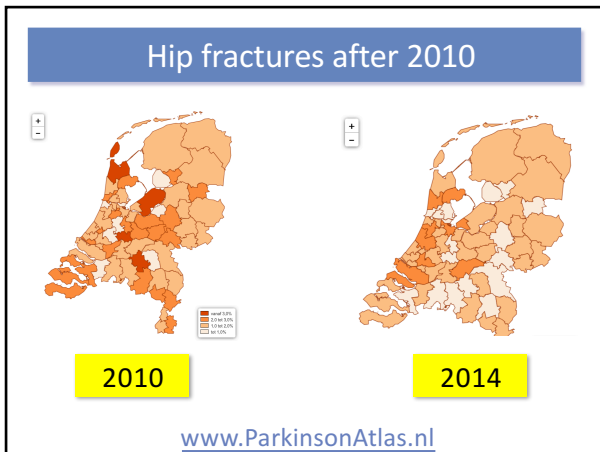 Hip fractures after 2010
+
−
+
−
vanaf 3,0%
2,0 tot 3,0%
1,0 tot 2,0%
tot 1,0%
2010
2014
www.ParkinsonAtlas.nl